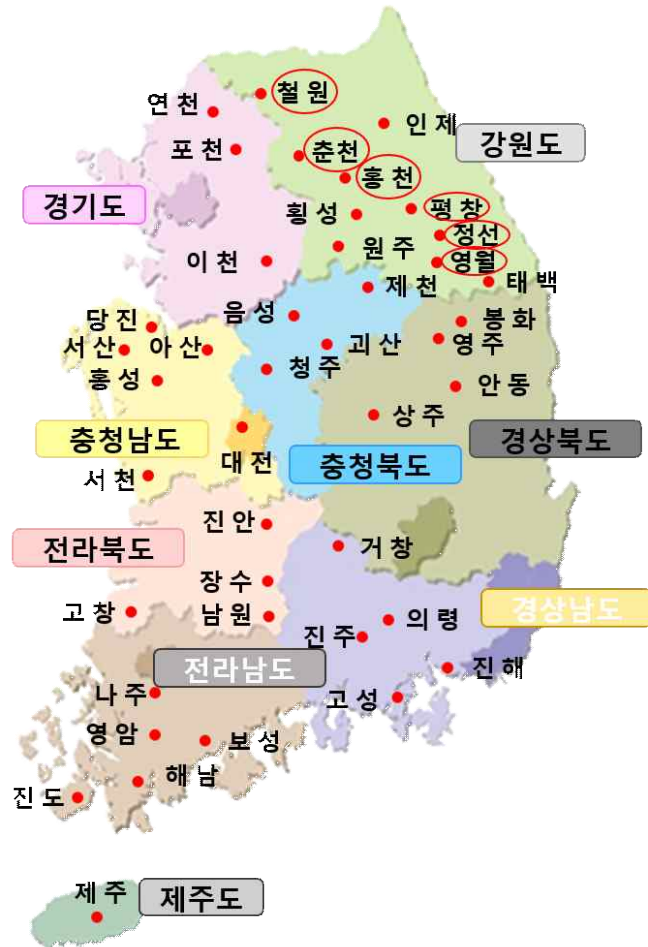 철 원
연 천
인 제
강원도
포 천
춘천
홍 천
경기도
횡 성
평 창
정선
원 주
이 천
영월
태 백
제 천
당 진
음 성
봉 화
서 산
아 산
괴 산
영 주
홍 성
청 주
안 동
상 주
충청남도
경상북도
대 전
충청북도
서 천
진 안
전라북도
거 창
장 수
고 창
남 원
의 령
경상남도
진 주
전라남도
진 해
나 주
고 성
영 암
보 성
해 남
진 도
제 주
제주도